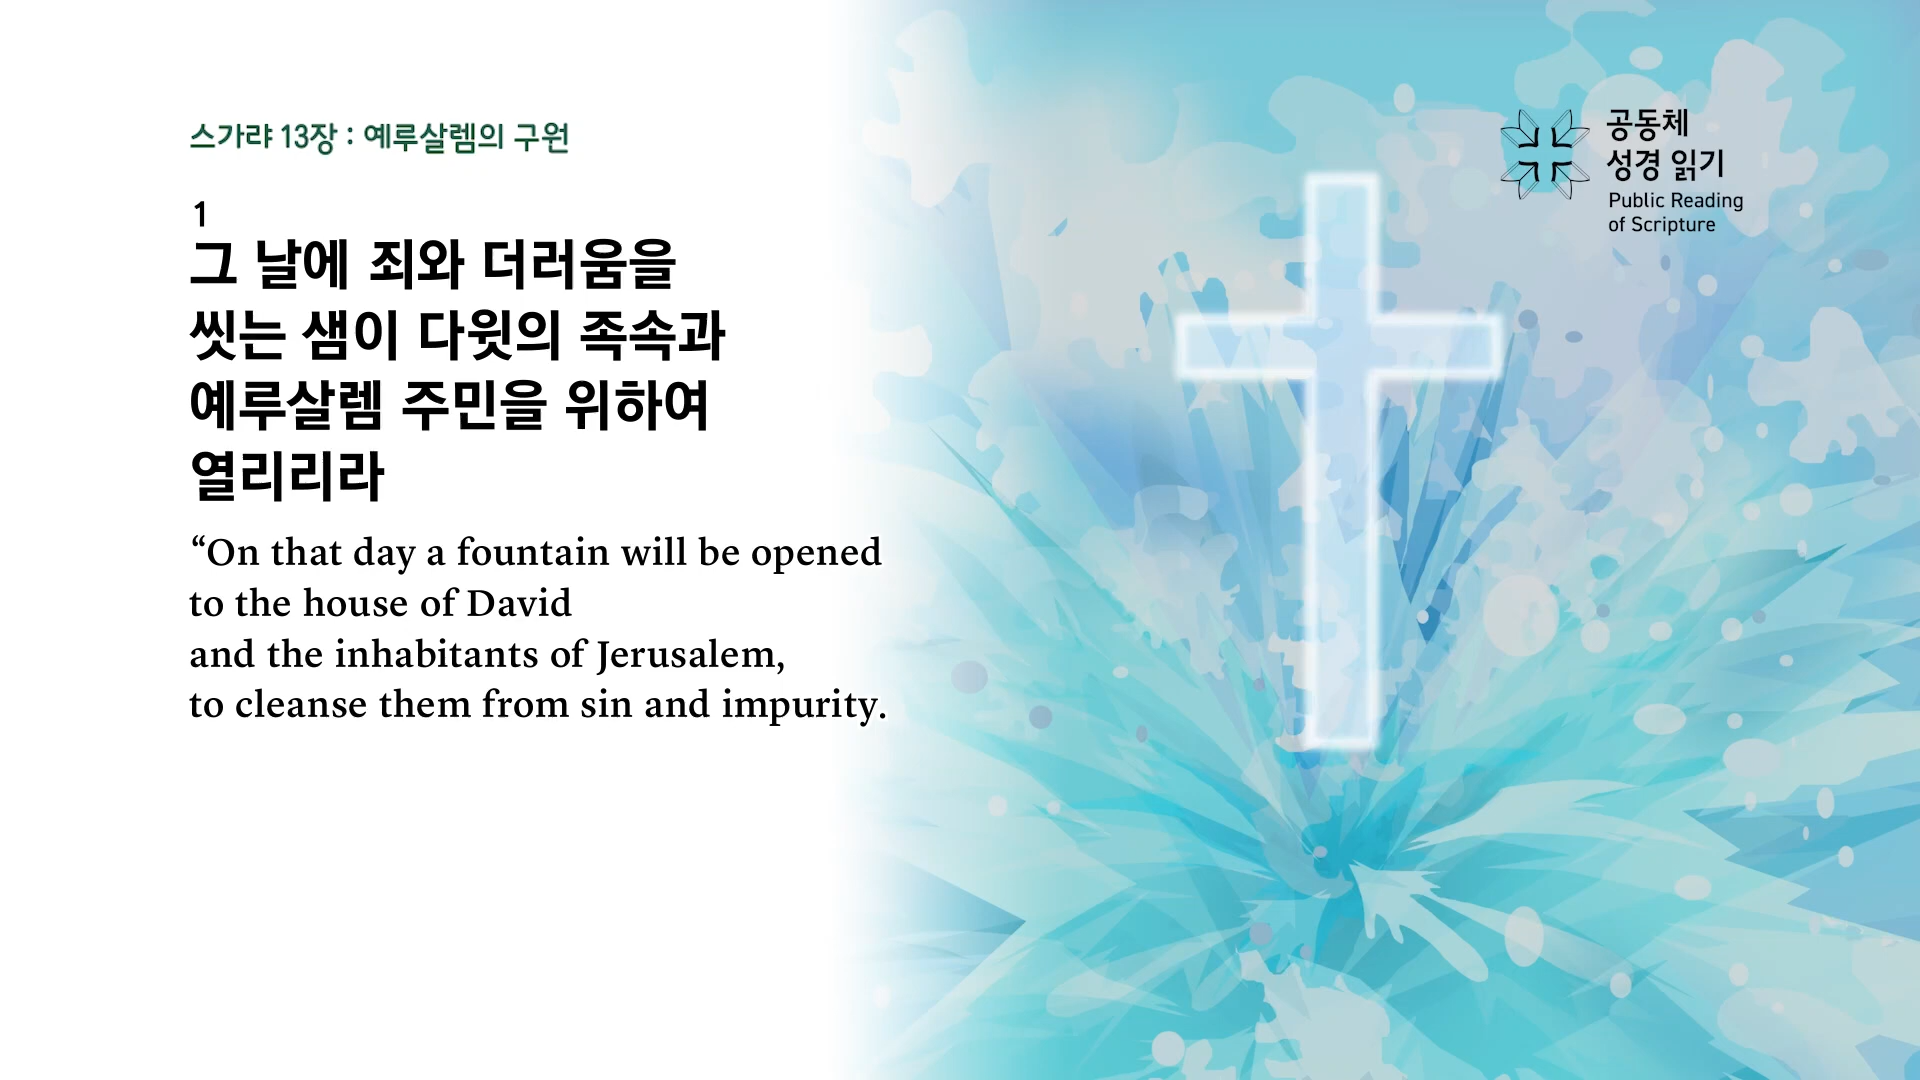 스가랴 13장 : 예루살렘의 구원
1
그 날에 죄와 더러움을
씻는 샘이 다윗의 족속과
예루살렘 주민을 위하여
열리리라
“On that day a fountain will be opened
to the house of David
and the inhabitants of Jerusalem,
to cleanse them from sin and impurity.
공동체
성경 읽기
Public Reading
of Scripture